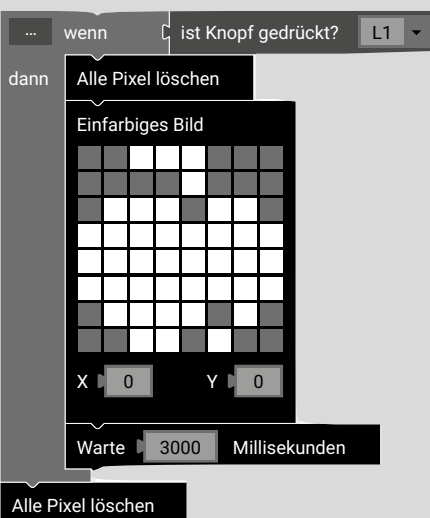 ... wenn ist Knopf gedrückt? L1
dann Alle Pixel löschen
Einfarbiges Bild
X 0 Y 0
Warte 3000 Millisekunden
Alle Pixel löschen